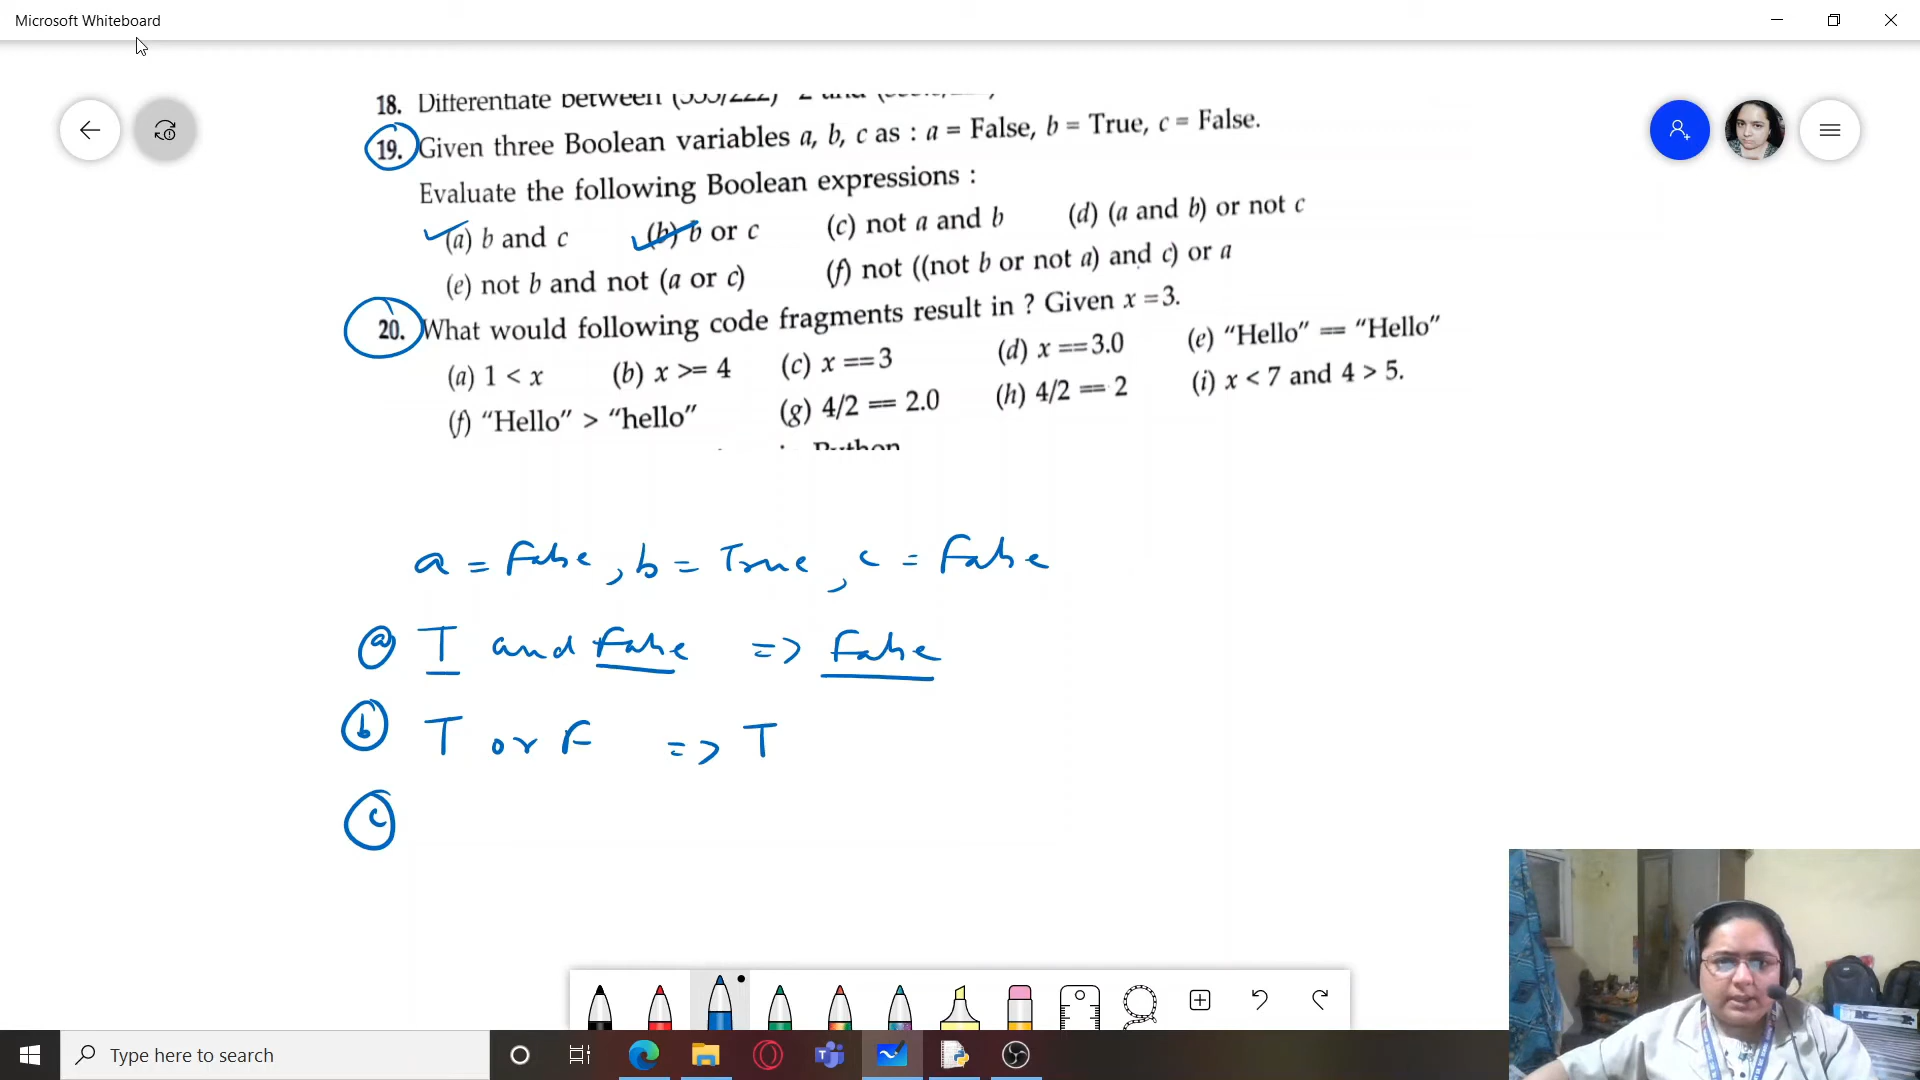 Microsoft Whiteboard
18. Differentiate between
19. Given three Boolean variables a, b, c as : a = False, b = True, c = False.
Evaluate the following Boolean expressions :
(a) b and c (b) b or c (c) not a and b (d) (a and b) or not c
(e) not b and not (a or c) (f) not ((not b or not a) and c) or a
20. What would following code fragments result in ? Given x = 3.
(a) 1 < x (b) x >= 4 (c) x == 3 (d) x == 3.0 (e) “Hello” == “Hello”
(f) “Hello” > “hello” (g) 4/2 == 2.0 (h) 4/2 == 2 (i) x < 7 and 4 > 5.
Python
a = False, b = True, c = False
(a) T and False => False
(b) T or F => T
(c)
Type here to search